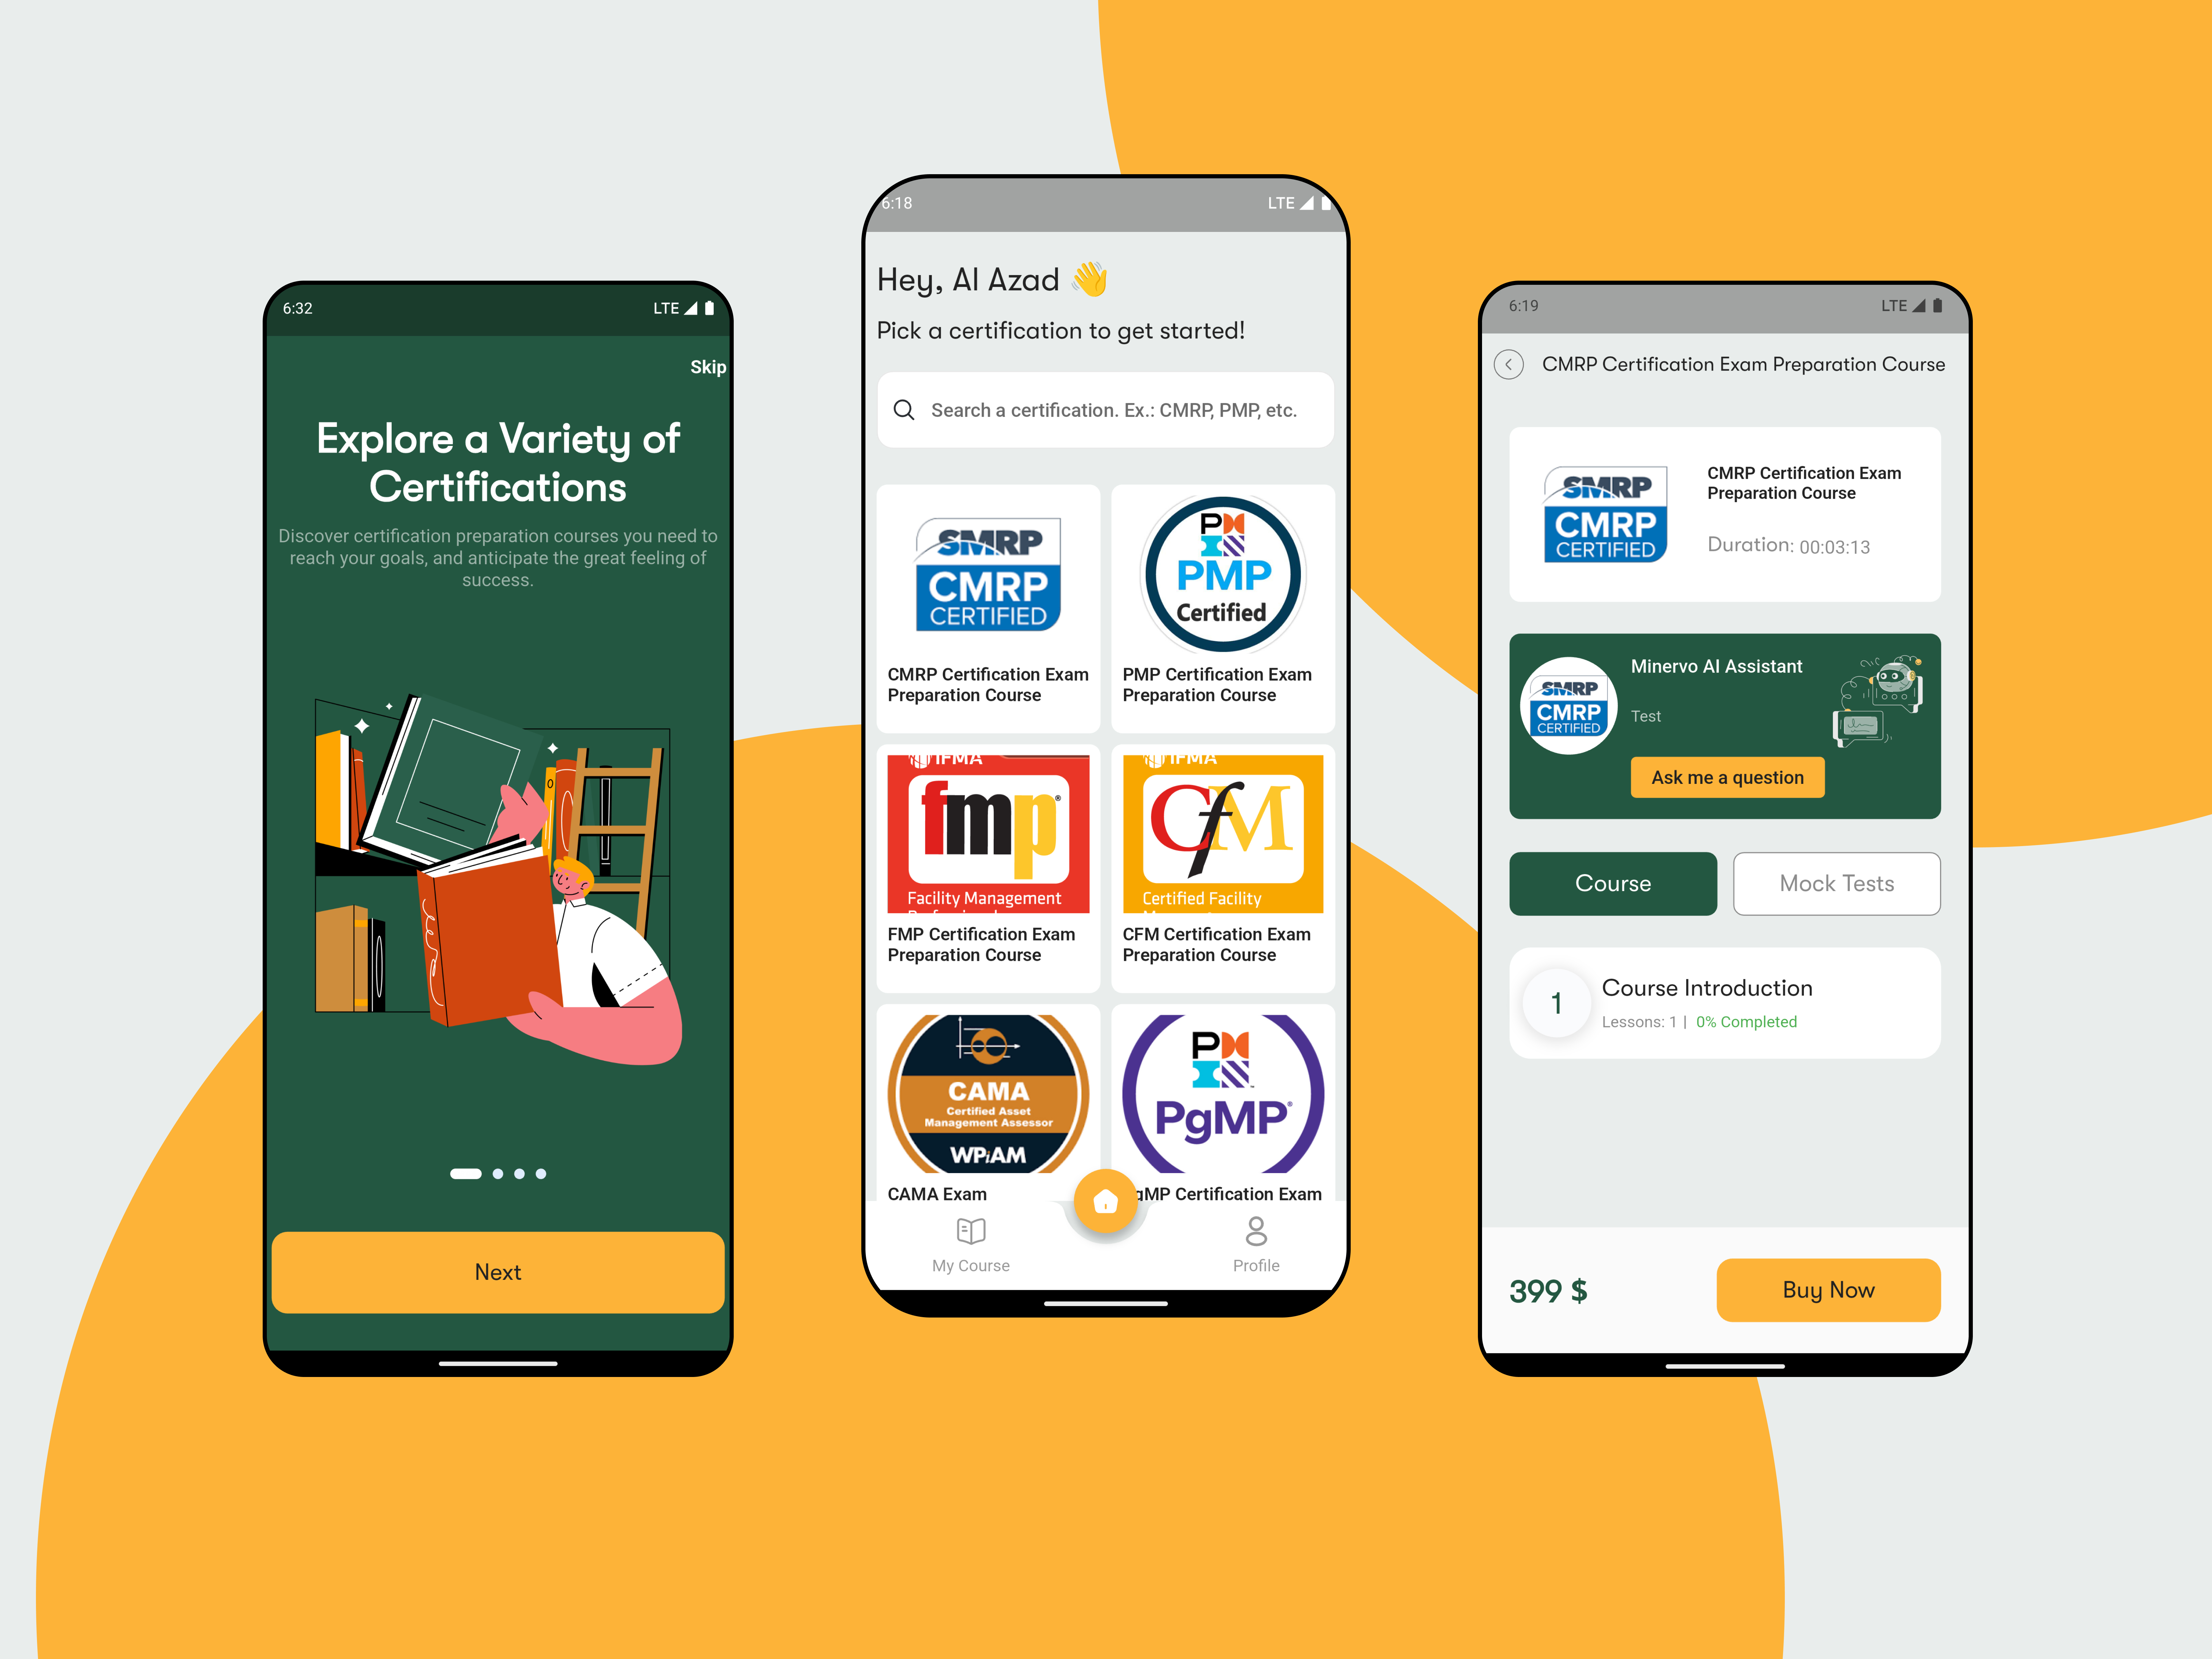 6:32
LTE
Skip
Explore a Variety of
Certifications
Discover certification preparation courses you need to
reach your goals, and anticipate the great feeling of
success.
Next
6:18
LTE
Hey, Al Azad 👋
Pick a certification to get started!
Search a certification. Ex.: CMRP, PMP, etc.
SMRP
CMRP
CERTIFIED
CMRP Certification Exam
Preparation Course
PMP
Certified
PMP Certification Exam
Preparation Course
IFMA
fmp®
Facility Management
FMP Certification Exam
Preparation Course
IFMA
CfM
Certified Facility
CFM Certification Exam
Preparation Course
CAMA
Certified Asset
Management Assessor
WPiAM
CAMA Exam
PgMP®
gMP Certification Exam
My Course
Profile
6:19
LTE
CMRP Certification Exam Preparation Course
SMRP
CMRP
CERTIFIED
CMRP Certification Exam
Preparation Course
Duration: 00:03:13
SMRP
CMRP
CERTIFIED
Minervo AI Assistant
Test
Ask me a question
Course
Mock Tests
1
Course Introduction
Lessons: 1 | 0% Completed
399 $
Buy Now